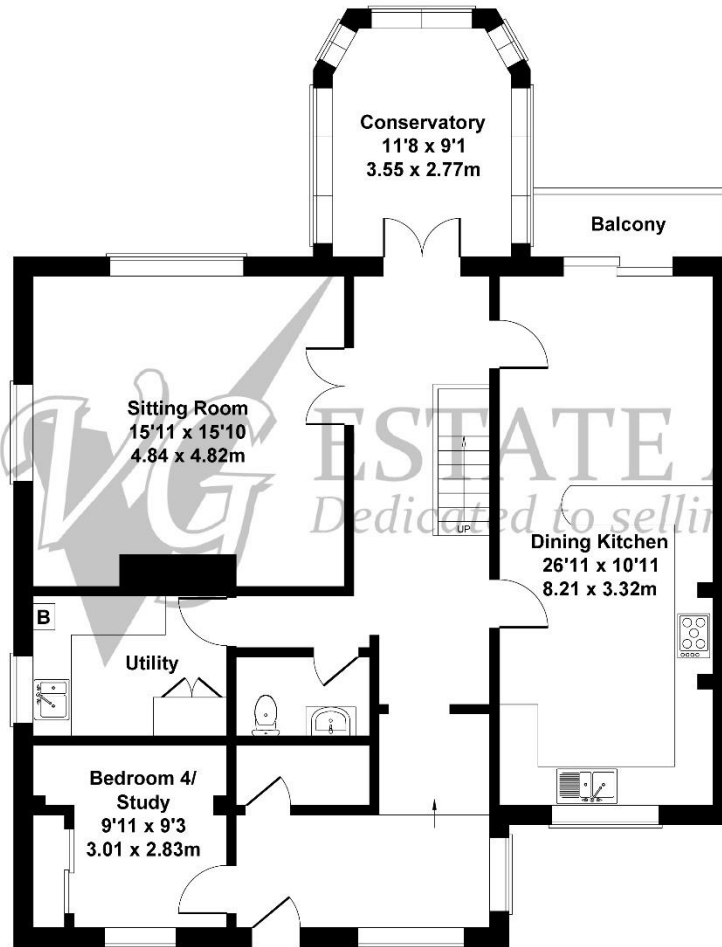 Conservatory
11'8 x 9'1
3.55 x 2.77m
Balcony
Sitting Room
15'11 x 15'10
4.84 x 4.82m
VG ESTATE A
Dedicated to sellin
UP
Dining Kitchen
26'11 x 10'11
8.21 x 3.32m
B
Utility
Bedroom 4/
Study
9'11 x 9'3
3.01 x 2.83m